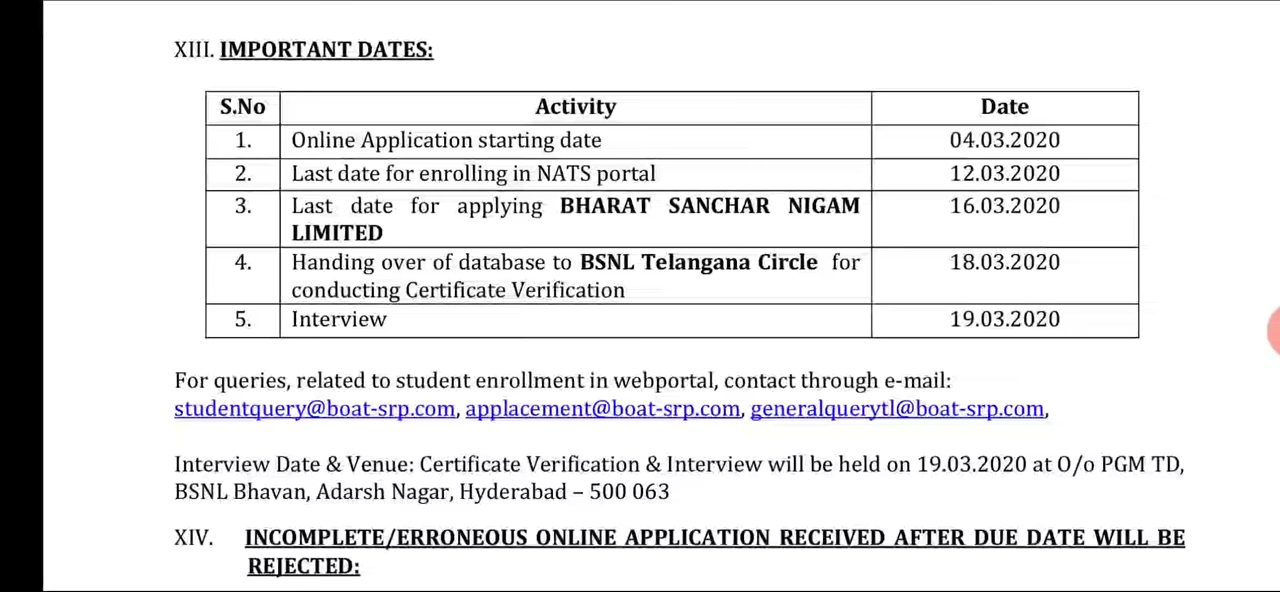 XIII. IMPORTANT DATES:
S.No Activity Date
1. Online Application starting date 04.03.2020
2. Last date for enrolling in NATS portal 12.03.2020
3. Last date for applying BHARAT SANCHAR NIGAM 16.03.2020
LIMITED
4. Handing over of database to BSNL Telangana Circle for 18.03.2020
conducting Certificate Verification
5. Interview 19.03.2020
For queries, related to student enrollment in webportal, contact through e-mail:
studentquery@boat-srp.com, applacement@boat-srp.com, generalquerytl@boat-srp.com,
Interview Date & Venue: Certificate Verification & Interview will be held on 19.03.2020 at O/o PGM TD,
BSNL Bhavan, Adarsh Nagar, Hyderabad – 500 063
XIV. INCOMPLETE/ERRONEOUS ONLINE APPLICATION RECEIVED AFTER DUE DATE WILL BE
REJECTED: